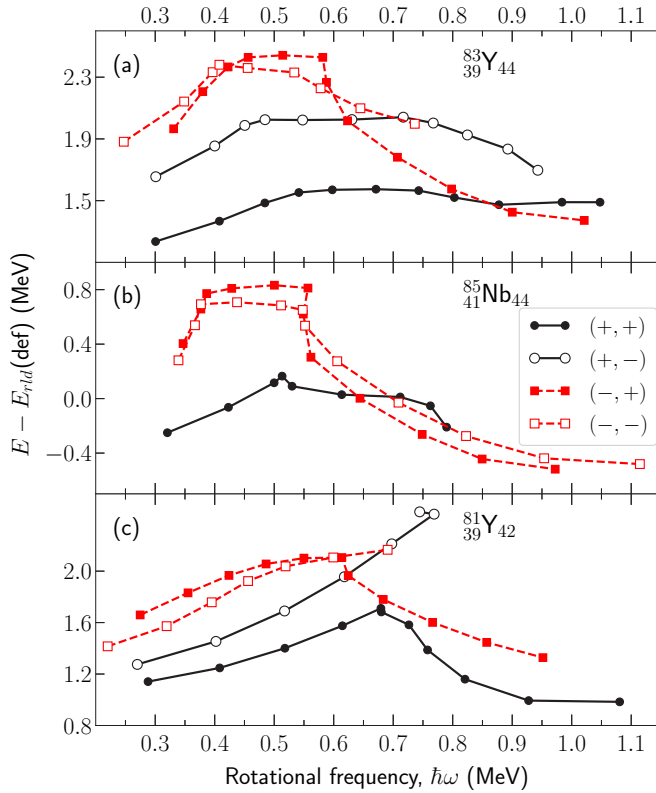 0.3 0.4 0.5 0.6 0.7 0.8 0.9 1.0 1.1
(a)
⁸³₃₉Y₄₄
2.3
1.9
1.5
(b)
⁸⁵₄₁Nb₄₄
0.8
0.4
0.0
−0.4
(+, +)
(+, −)
(−, +)
(−, −)
E − E_rld(def) (MeV)
(c)
⁸¹₃₉Y₄₂
2.0
1.6
1.2
0.8
0.3 0.4 0.5 0.6 0.7 0.8 0.9 1.0 1.1
Rotational frequency, ℏω (MeV)